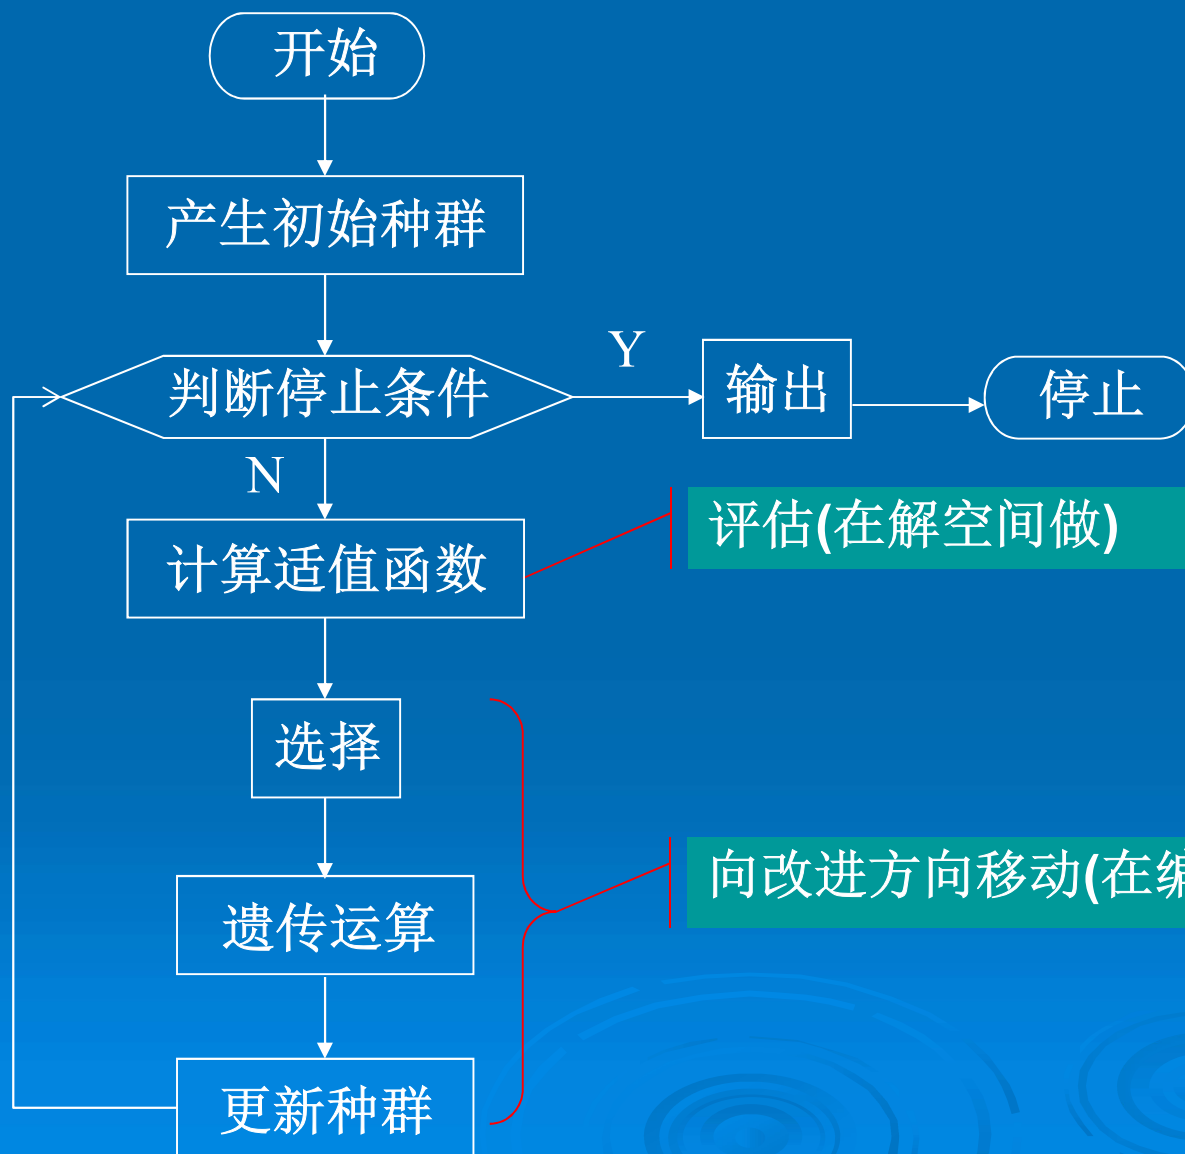 开始
产生初始种群
判断停止条件
Y
输出
停止
N
评估(在解空间做)
计算适值函数
选择
向改进方向移动(在编
遗传运算
更新种群